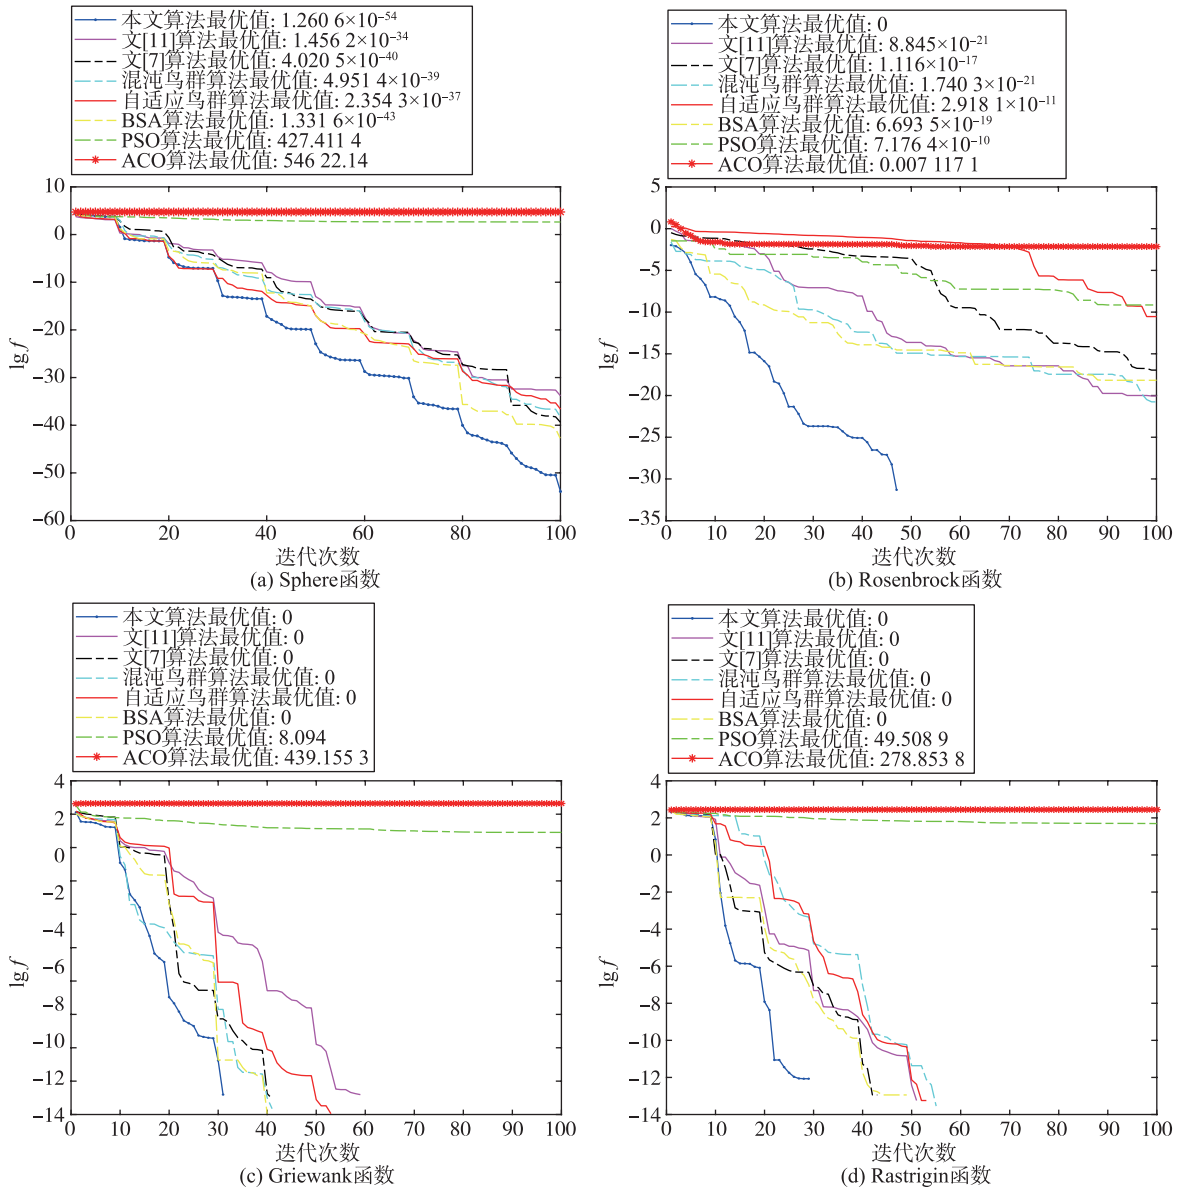 本文算法最优值: 1.260 6×10⁻⁵⁴
文[11]算法最优值: 1.456 2×10⁻³⁴
文[7]算法最优值: 4.020 5×10⁻⁴⁰
混沌鸟群算法最优值: 4.951 4×10⁻³⁹
自适应鸟群算法最优值: 2.354 3×10⁻³⁷
BSA算法最优值: 1.331 6×10⁻⁴³
PSO算法最优值: 427.411 4
ACO算法最优值: 546 22.14
10
0
−10
−20
−30
−40
−50
−60
lg f
0 20 40 60 80 100
迭代次数
(a) Sphere函数
本文算法最优值: 0
文[11]算法最优值: 8.845×10⁻²¹
文[7]算法最优值: 1.116×10⁻¹⁷
混沌鸟群算法最优值: 1.740 3×10⁻²¹
自适应鸟群算法最优值: 2.918 1×10⁻¹¹
BSA算法最优值: 6.693 5×10⁻¹⁹
PSO算法最优值: 7.176 4×10⁻¹⁰
ACO算法最优值: 0.007 117 1
5
0
−5
−10
−15
−20
−25
−30
−35
lg f
0 10 20 30 40 50 60 70 80 90 100
迭代次数
(b) Rosenbrock函数
本文算法最优值: 0
文[11]算法最优值: 0
文[7]算法最优值: 0
混沌鸟群算法最优值: 0
自适应鸟群算法最优值: 0
BSA算法最优值: 0
PSO算法最优值: 8.094
ACO算法最优值: 439.155 3
4
2
0
−2
−4
−6
−8
−10
−12
−14
lg f
0 10 20 30 40 50 60 70 80 90 100
迭代次数
(c) Griewank函数
本文算法最优值: 0
文[11]算法最优值: 0
文[7]算法最优值: 0
混沌鸟群算法最优值: 0
自适应鸟群算法最优值: 0
BSA算法最优值: 0
PSO算法最优值: 49.508 9
ACO算法最优值: 278.853 8
4
2
0
−2
−4
−6
−8
−10
−12
−14
lg f
0 10 20 30 40 50 60 70 80 90 100
迭代次数
(d) Rastrigin函数